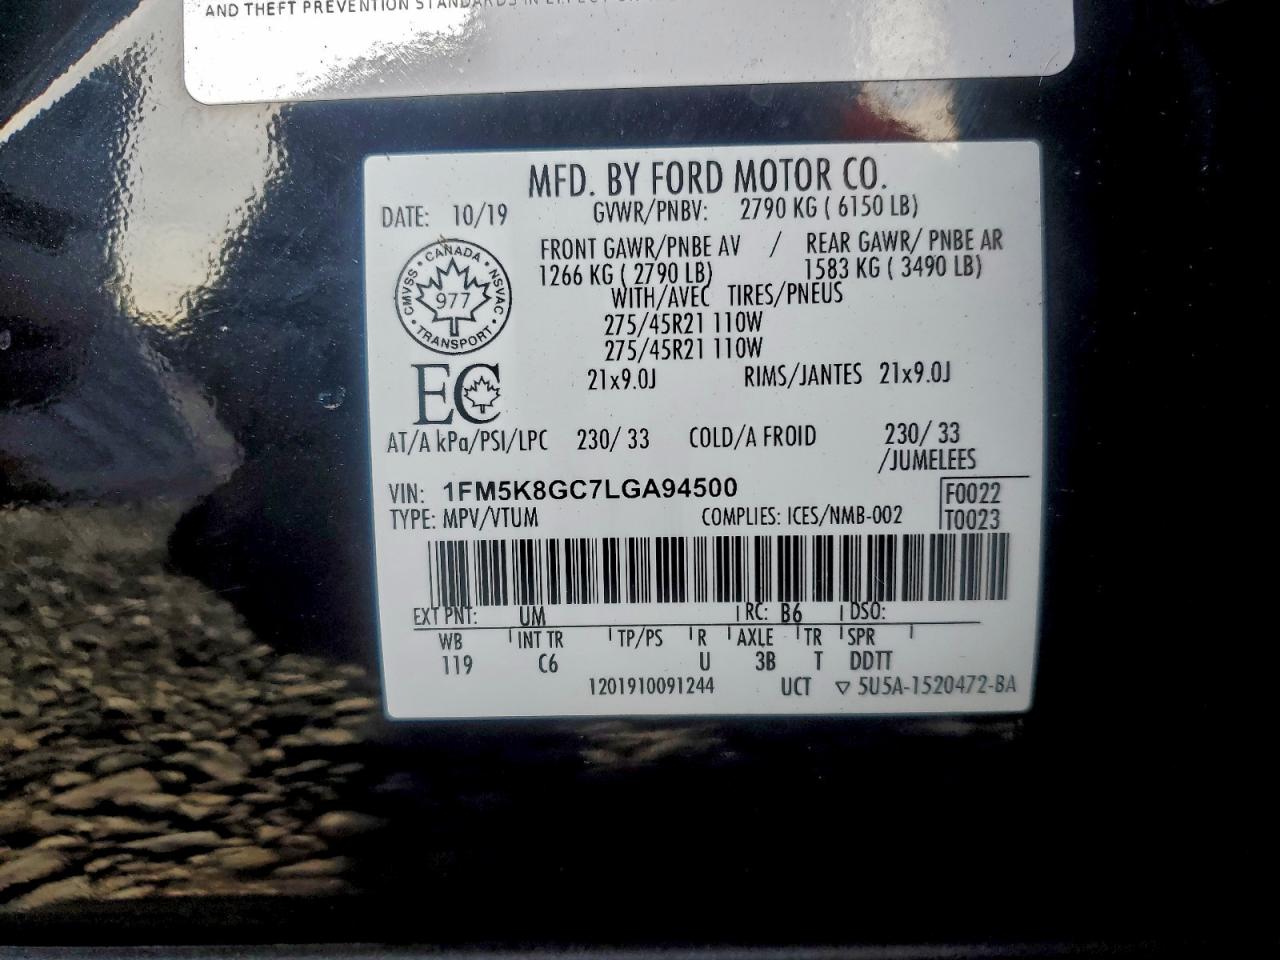 AND THEFT PREVENTION STANDARDS IN EFFECT ON
MFD. BY FORD MOTOR CO.
DATE: 10/19 GVWR/PNBV: 2790 KG ( 6150 LB)
FRONT GAWR/PNBE AV / REAR GAWR/ PNBE AR
1266 KG ( 2790 LB) 1583 KG ( 3490 LB)
WITH/AVEC TIRES/PNEUS
275/45R21 110W
275/45R21 110W
CMVSS · CANADA · NSVAC · TRANSPORT ·
977
EC
21x9.0J RIMS/JANTES 21x9.0J
AT/A kPa/PSI/LPC 230/ 33 COLD/A FROID 230/ 33
/JUMELEES
VIN: 1FM5K8GC7LGA94500 F0022
TYPE: MPV/VTUM COMPLIES: ICES/NMB-002 T0023
EXT PNT: UM RC: B6 DSO:
WB INT TR TP/PS R AXLE TR SPR
119 C6 U 3B T DDTT
1201910091244 UCT ▽ 5U5A-1520472-BA